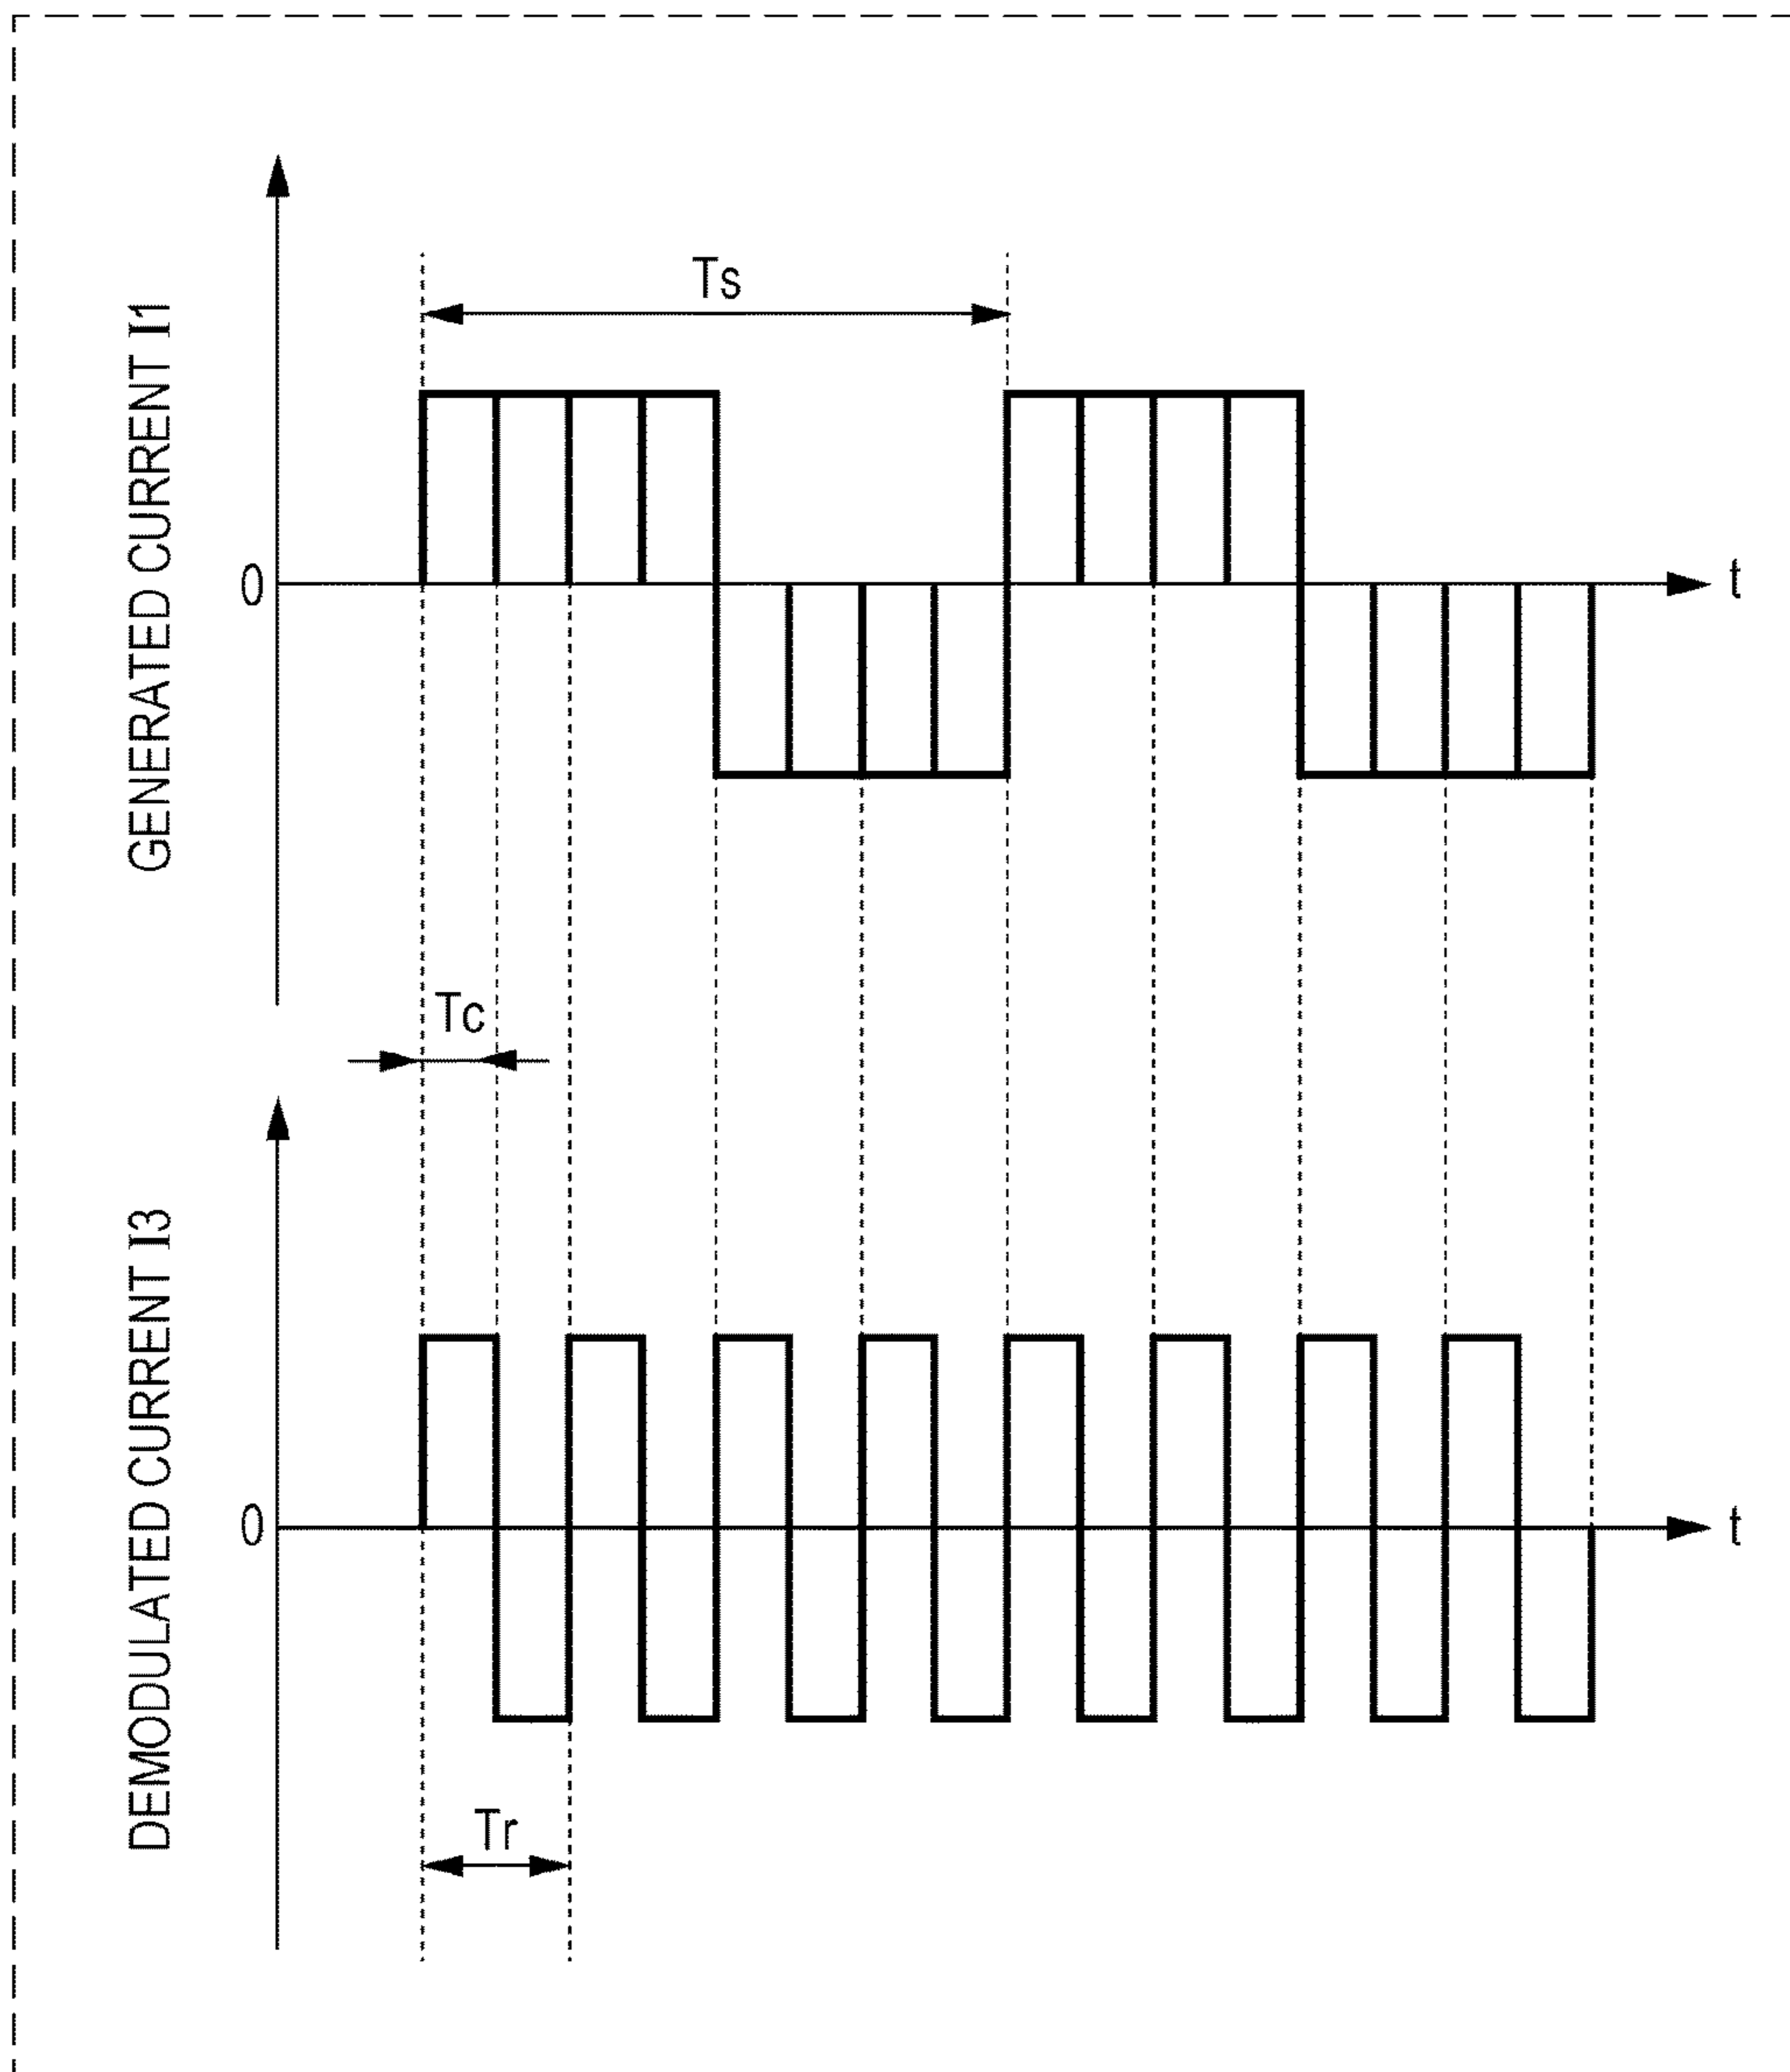 GENERATED CURRENT I1
Ts
0
t
Tc
DEMODULATED CURRENT I3
0
t
Tr